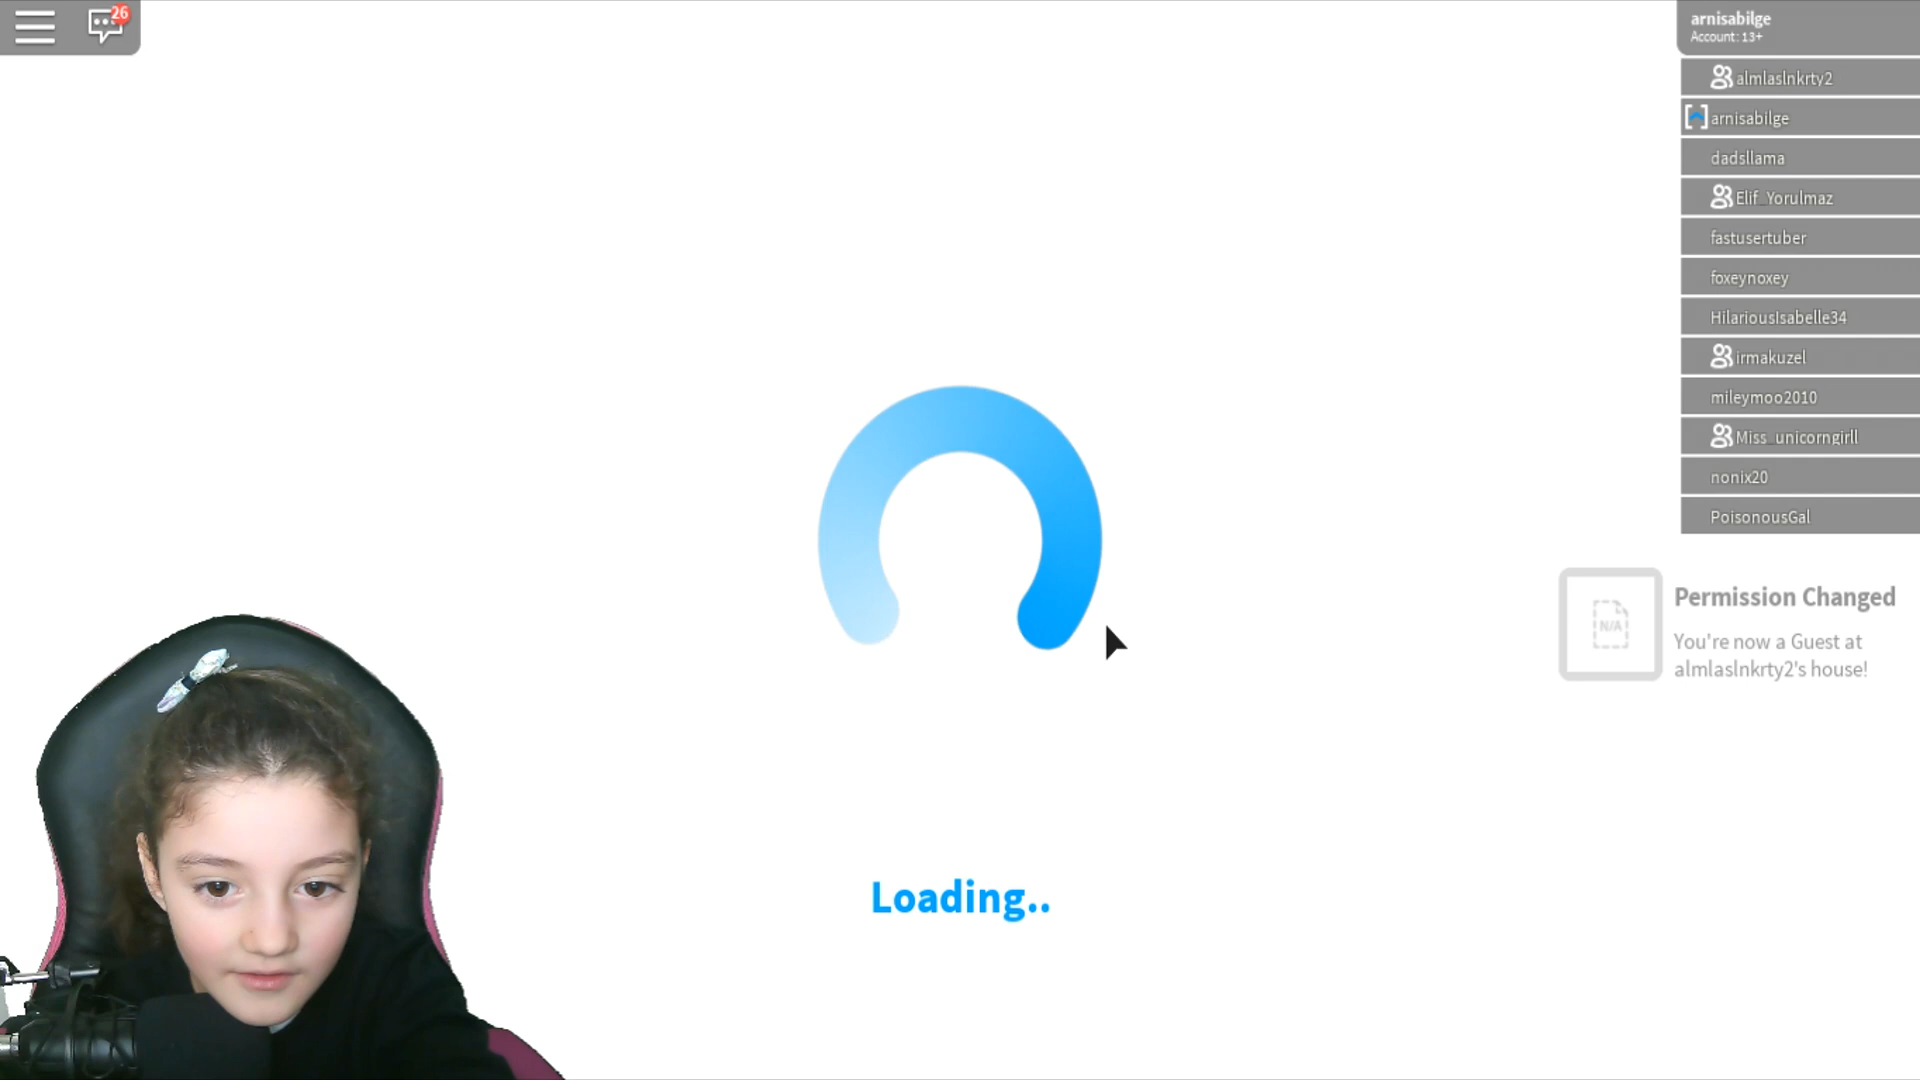 26
arnisabilge
Account: 13+
almlaslnkrty2
arnisabilge
dadsllama
Elif_Yorulmaz
fastusertuber
foxeynoxey
HilariousIsabelle34
irmakuzel
mileymoo2010
Miss_unicorngirll
nonix20
PoisonousGal
N/A
Permission Changed
You're now a Guest at
almlaslnkrty2's house!
Loading..